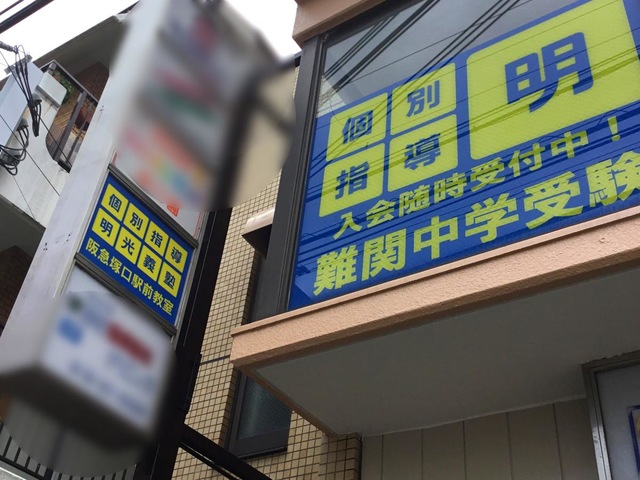 個別指導
明光義塾
阪急塚口駅前教室
個別
指導
明
入会随時受付中!
難関中学受験